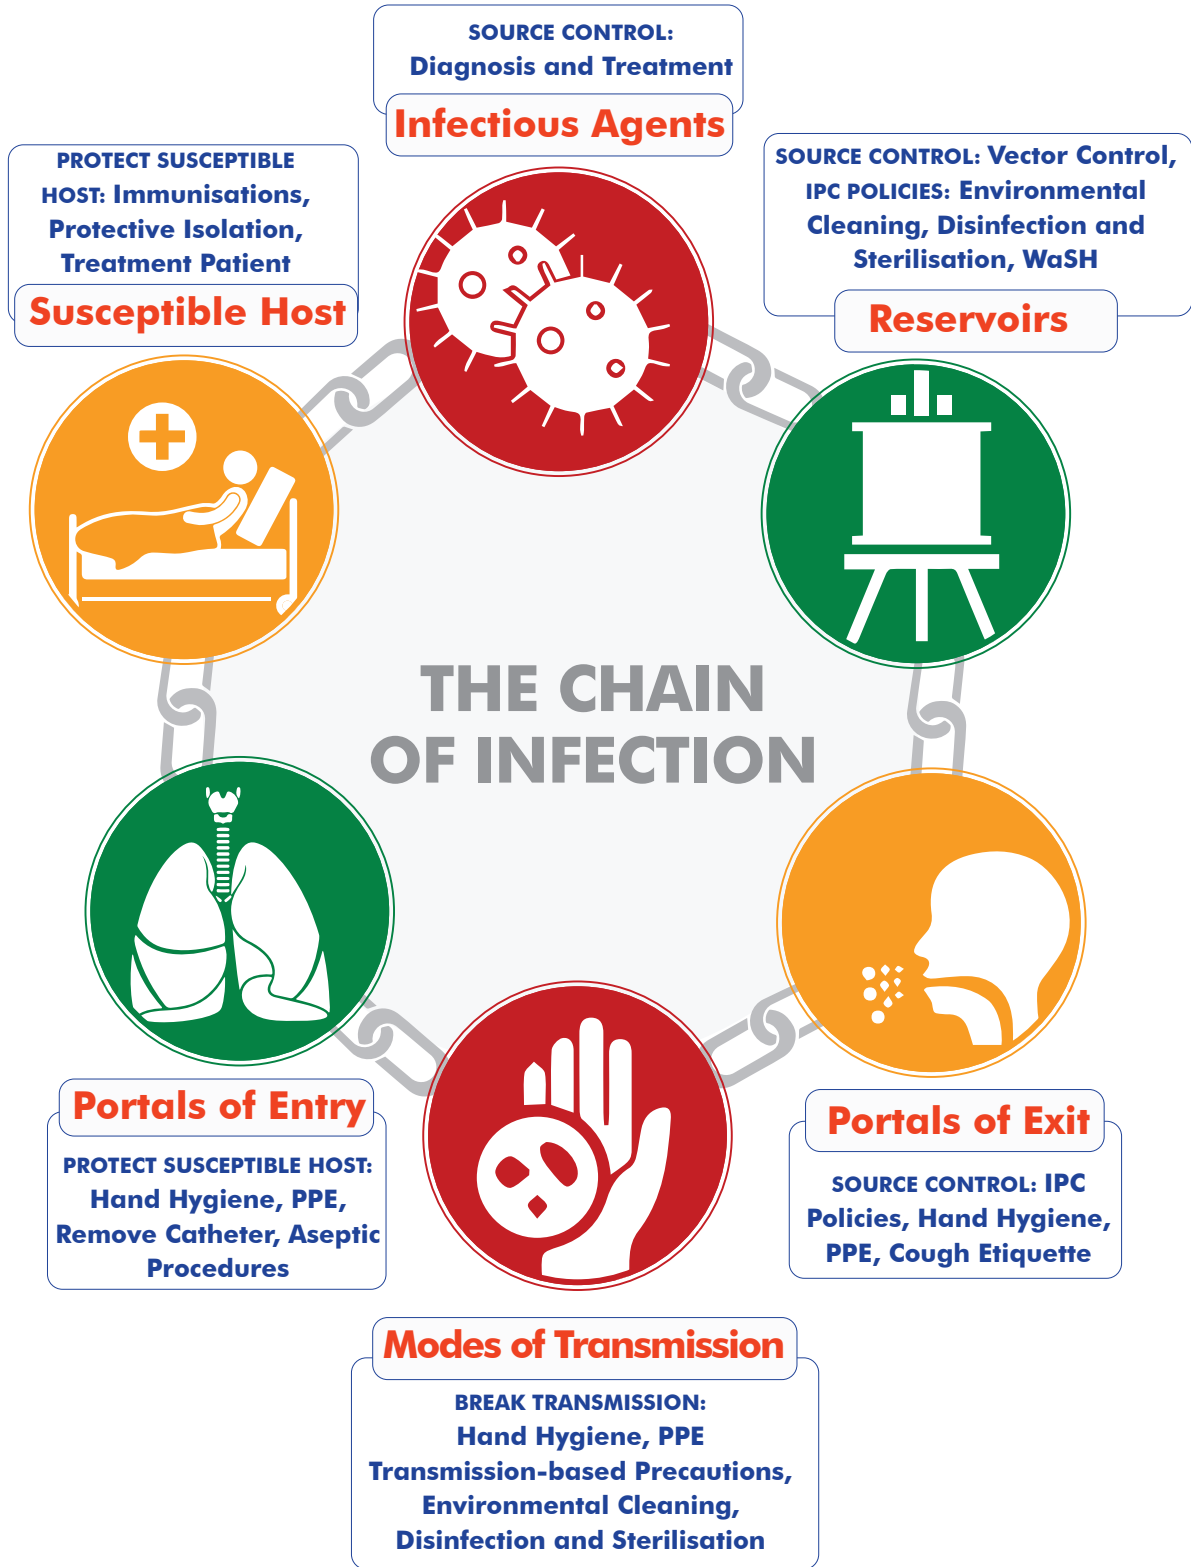 SOURCE CONTROL:
Diagnosis and Treatment
Infectious Agents
PROTECT SUSCEPTIBLE
HOST: Immunisations,
Protective Isolation,
Treatment Patient
Susceptible Host
SOURCE CONTROL: Vector Control,
IPC POLICIES: Environmental
Cleaning, Disinfection and
Sterilisation, WaSH
Reservoirs
THE CHAIN
OF INFECTION
Portals of Entry
PROTECT SUSCEPTIBLE HOST:
Hand Hygiene, PPE,
Remove Catheter, Aseptic
Procedures
Portals of Exit
SOURCE CONTROL: IPC
Policies, Hand Hygiene,
PPE, Cough Etiquette
Modes of Transmission
BREAK TRANSMISSION:
Hand Hygiene, PPE
Transmission-based Precautions,
Environmental Cleaning,
Disinfection and Sterilisation